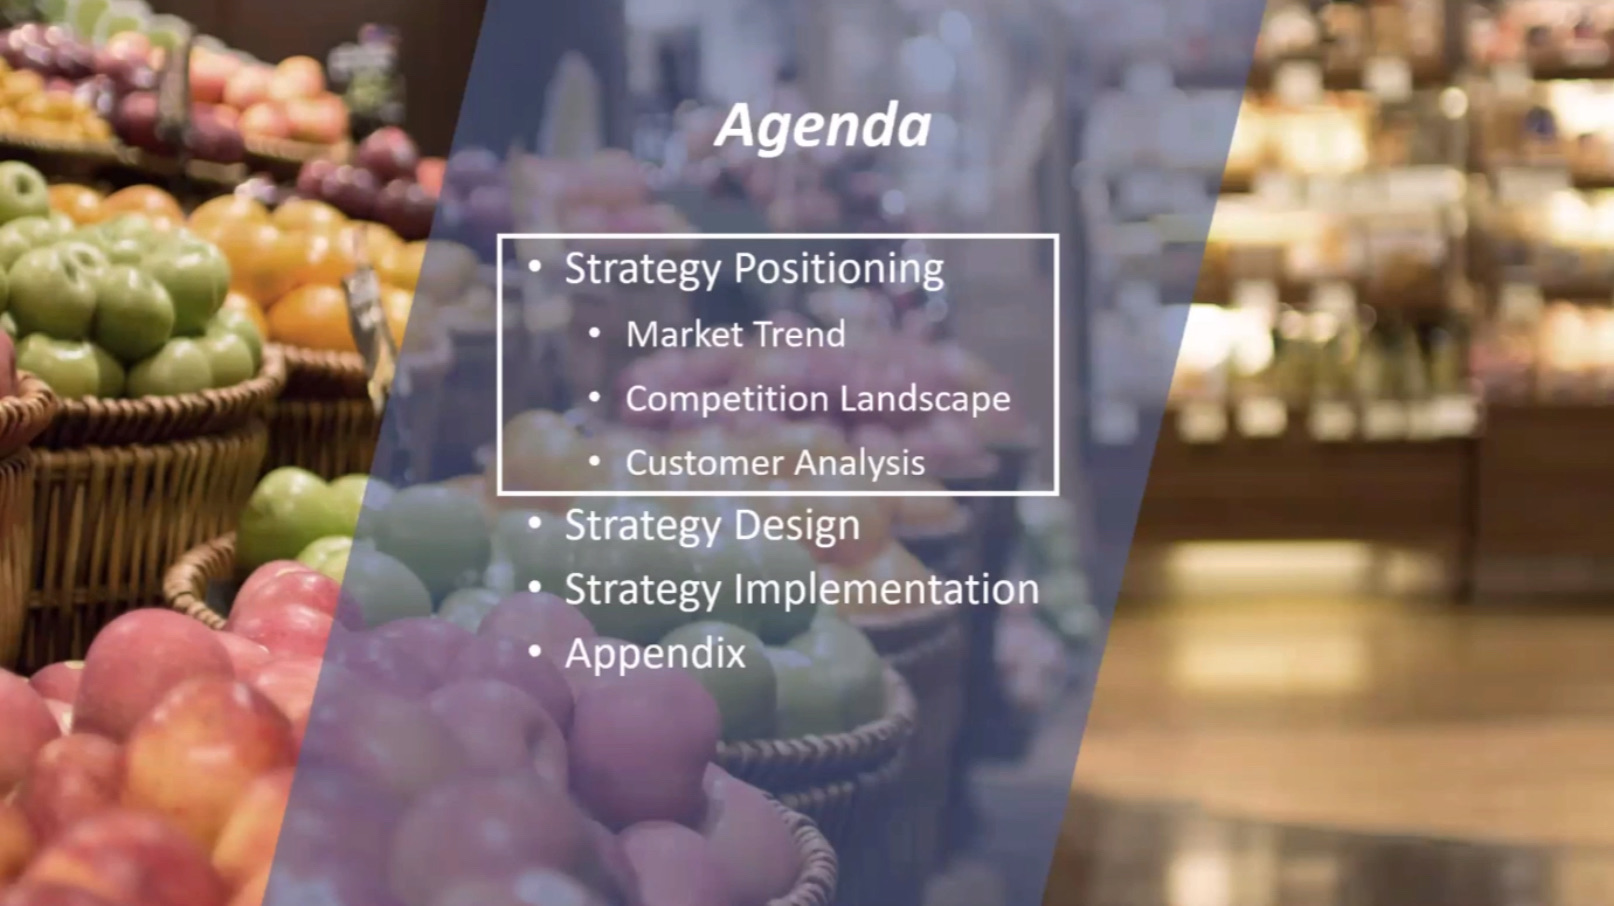 Agenda
• Strategy Positioning
• Market Trend
• Competition Landscape
• Customer Analysis
• Strategy Design
• Strategy Implementation
• Appendix